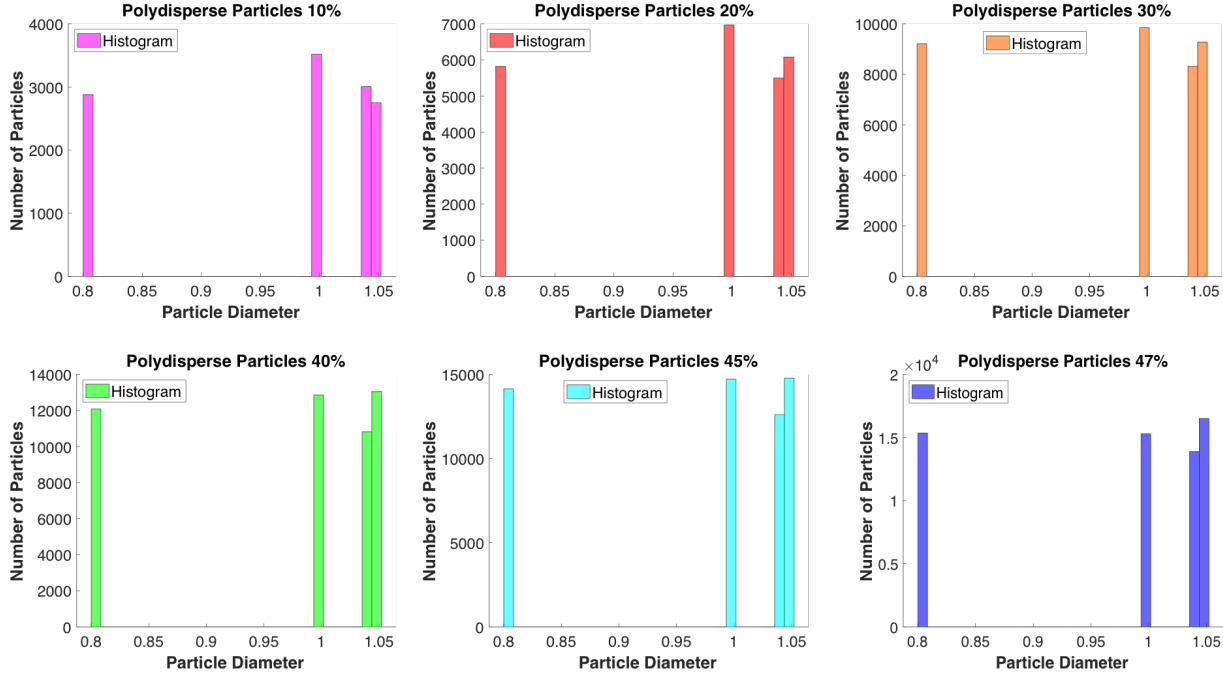 Polydisperse Particles 10%
Histogram
Number of Particles
4000
3000
2000
1000
0
0.8 0.85 0.9 0.95 1 1.05
Particle Diameter
Polydisperse Particles 20%
Histogram
Number of Particles
7000
6000
5000
4000
3000
2000
1000
0
0.8 0.85 0.9 0.95 1 1.05
Particle Diameter
Polydisperse Particles 30%
Histogram
Number of Particles
10000
8000
6000
4000
2000
0
0.8 0.85 0.9 0.95 1 1.05
Particle Diameter
Polydisperse Particles 40%
Histogram
Number of Particles
14000
12000
10000
8000
6000
4000
2000
0
0.8 0.85 0.9 0.95 1 1.05
Particle Diameter
Polydisperse Particles 45%
Histogram
Number of Particles
15000
10000
5000
0
0.8 0.85 0.9 0.95 1 1.05
Particle Diameter
Polydisperse Particles 47%
×10⁴
Histogram
Number of Particles
2
1.5
1
0.5
0
0.8 0.85 0.9 0.95 1 1.05
Particle Diameter